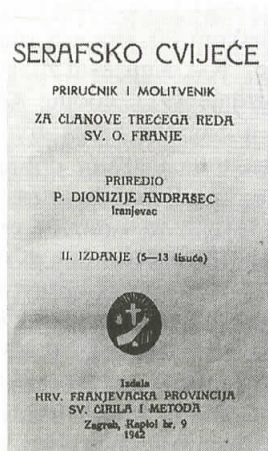 SERAFSKO CVIJEĆE
PRIRUČNIK I MOLITVENIK
ZA ČLANOVE TREĆEGA REDA
SV. O. FRANJE
PRIREDIO
P. DIONIZIJE ANDRAŠEC
franjevac
II. IZDANJE (5—13 tisuća)
Izdala
HRV. FRANJEVAČKA PROVINCIJA
SV. ĆIRILA I METODA
Zagreb, Kaptol br. 9
1942